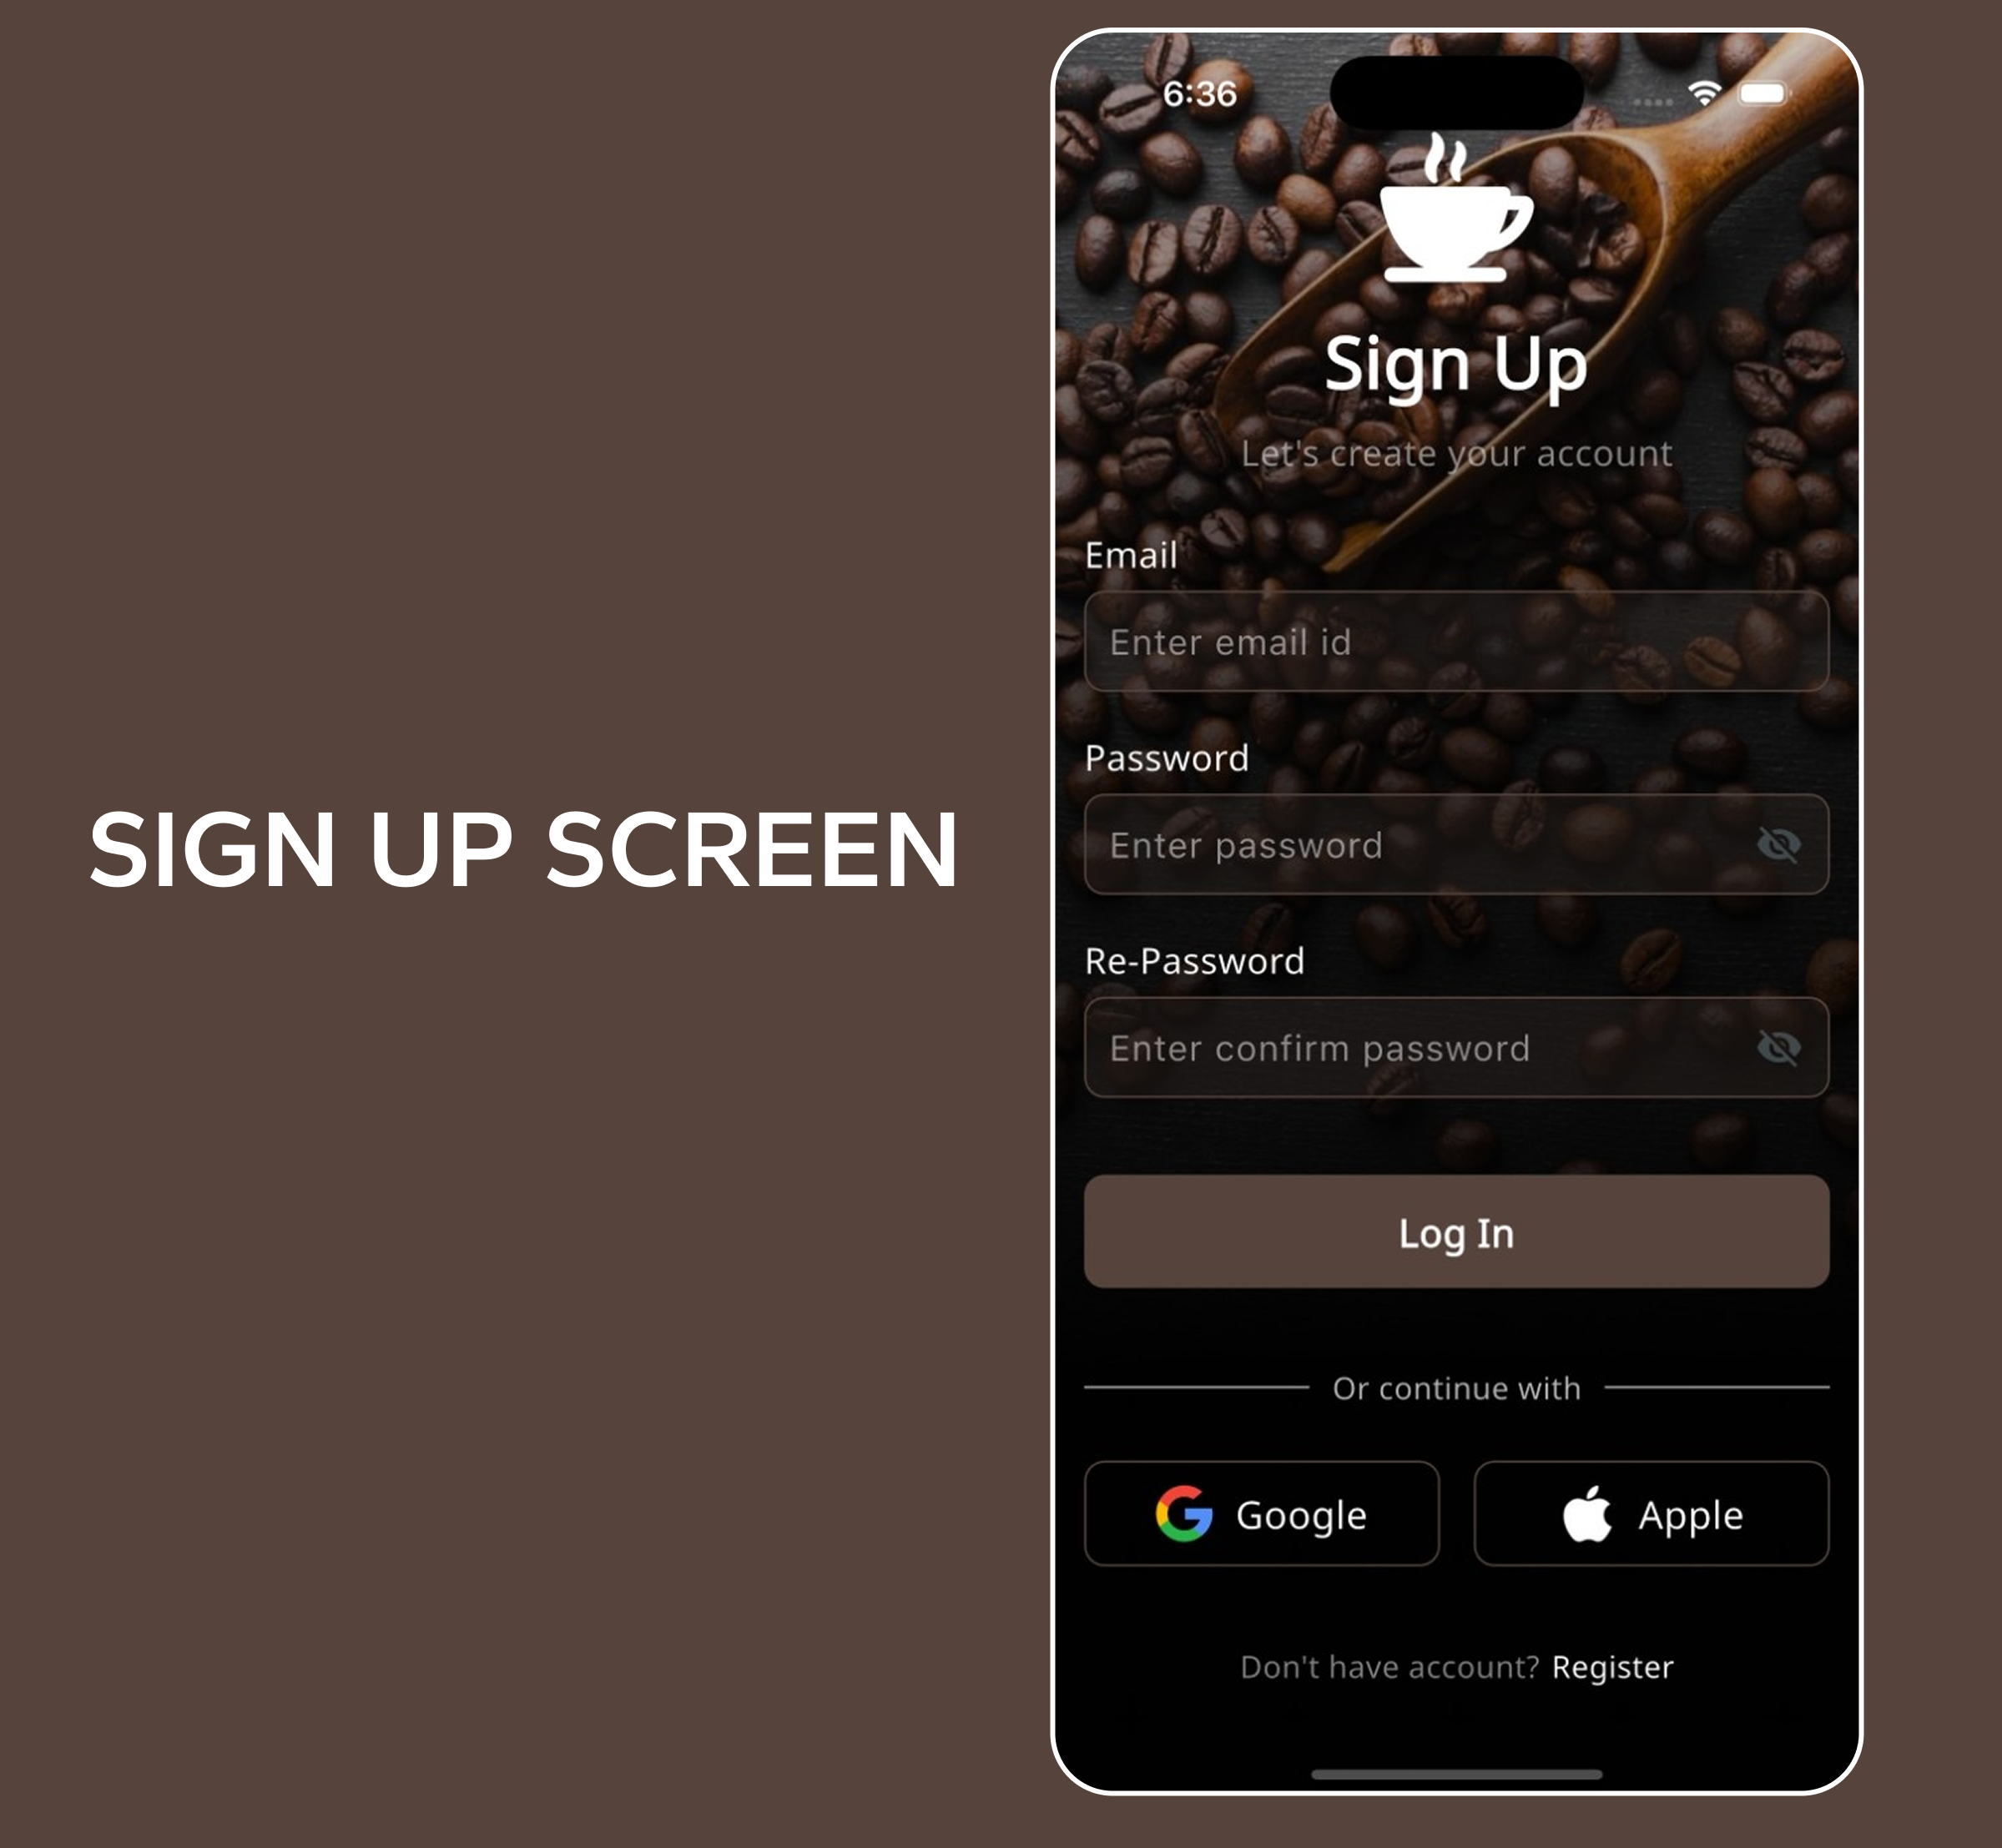 SIGN UP SCREEN
6:36
Sign Up
Let's create your account
Email
Enter email id
Password
Enter password
Re-Password
Enter confirm password
Log In
Or continue with
Google
Apple
Don't have account? Register